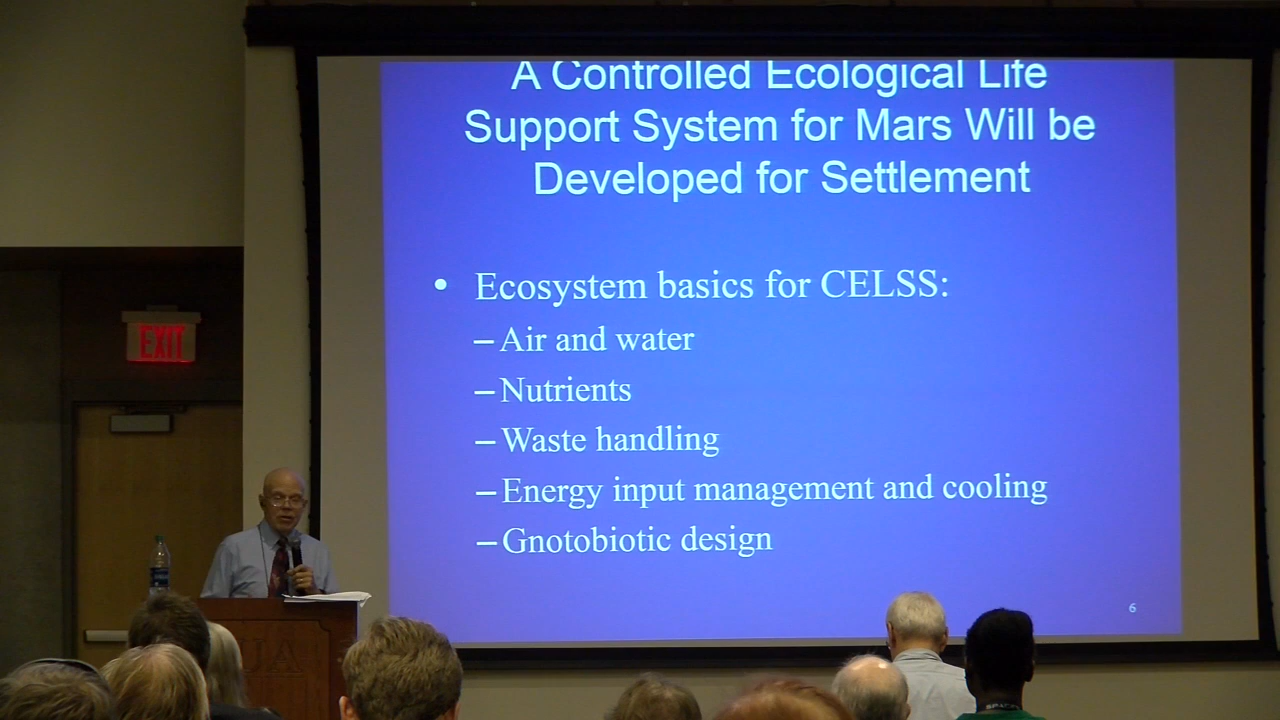 A Controlled Ecological Life
Support System for Mars Will be
Developed for Settlement
• Ecosystem basics for CELSS:
– Air and water
– Nutrients
– Waste handling
– Energy input management and cooling
– Gnotobiotic design
6
EXIT
UA